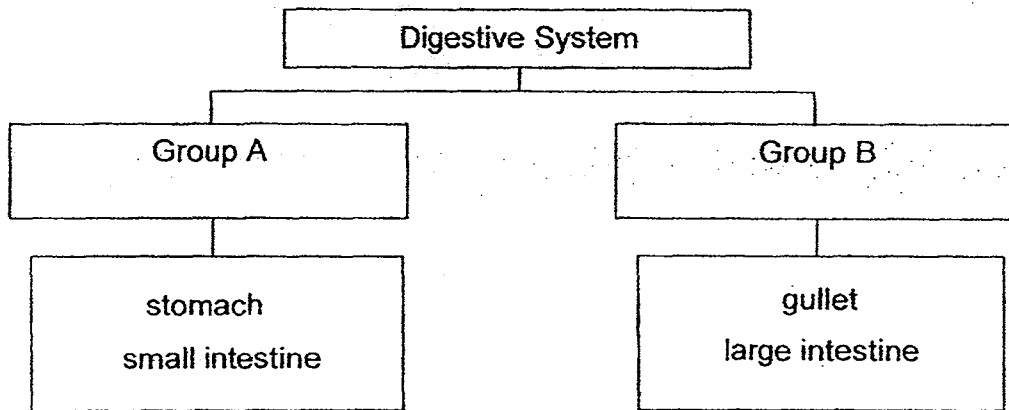 Digestive System
Group A
Group B
stomach
small intestine
gullet
large intestine